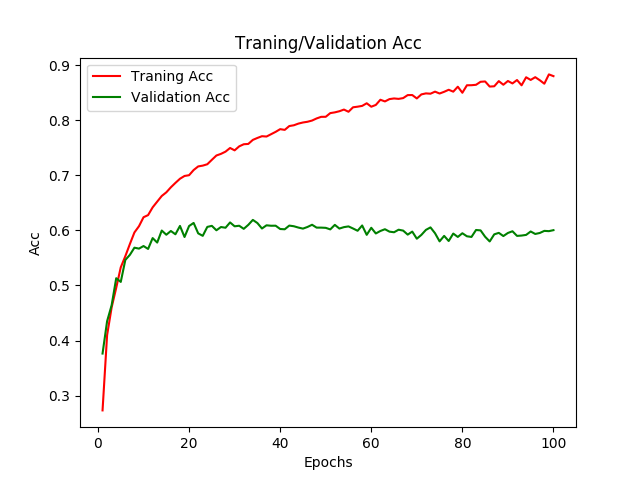 Traning/Validation Acc
Traning Acc
Validation Acc
0.9
0.8
0.7
0.6
0.5
0.4
0.3
Acc
0 20 40 60 80 100
Epochs